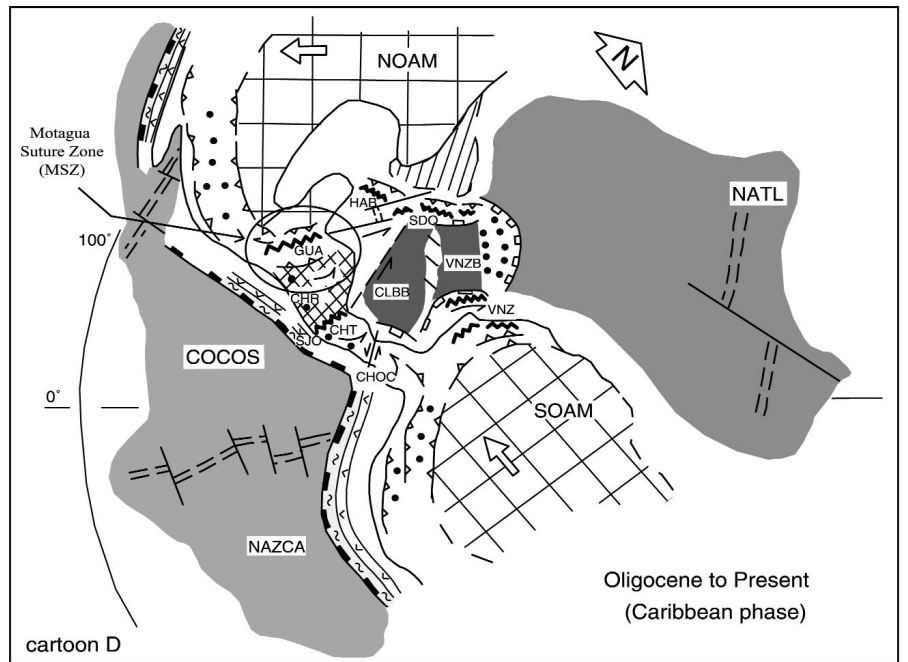 NOAM
N
Motagua
Suture Zone
(MSZ)
NATL
HAB
SDO
100°
GUA
VNZB
CLBB
CHR
VNZ
CHT
SJO
COCOS
CHOC
0°
SOAM
NAZCA
Oligocene to Present
(Caribbean phase)
cartoon D